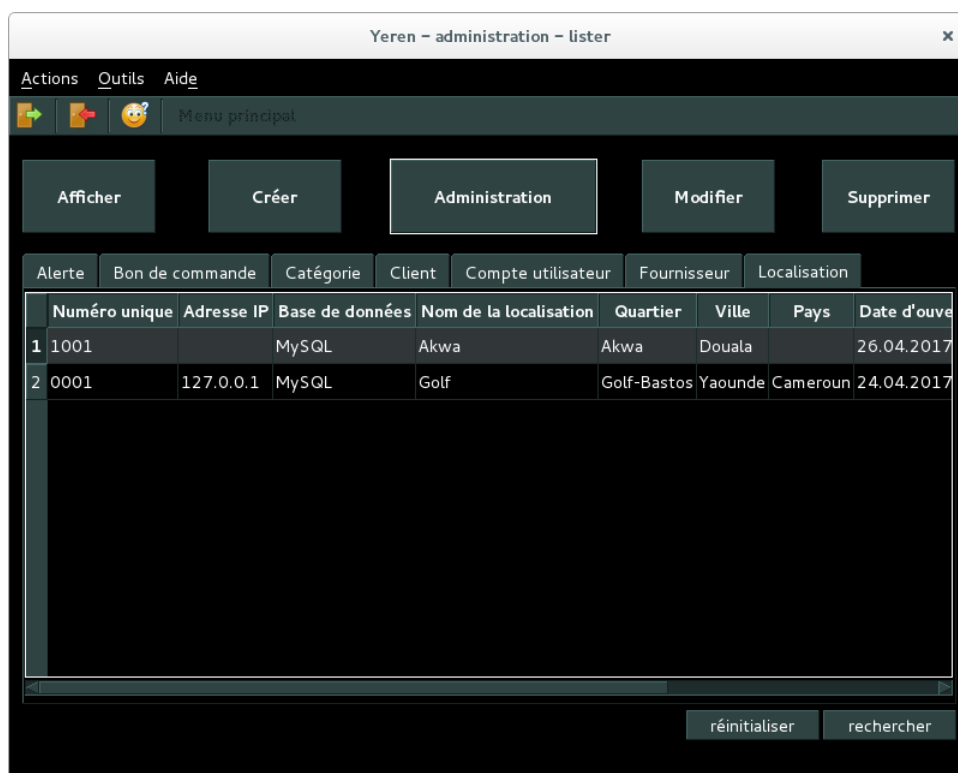 Yeren – administration – lister
Actions Outils Aide
Menu principal
Afficher Créer Administration Modifier Supprimer
Alerte Bon de commande Catégorie Client Compte utilisateur Fournisseur Localisation
Numéro unique Adresse IP Base de données Nom de la localisation Quartier Ville Pays Date d'ouve
1 1001 MySQL Akwa Akwa Douala 26.04.2017
2 0001 127.0.0.1 MySQL Golf Golf-Bastos Yaounde Cameroun 24.04.2017
réinitialiser rechercher